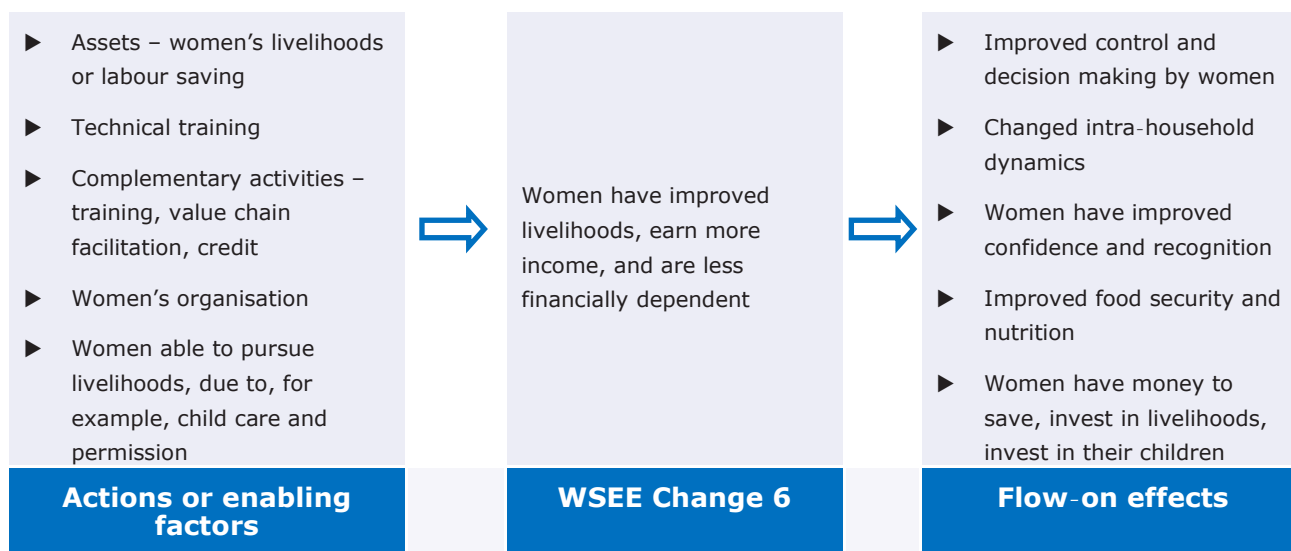 ▶ Assets – women's livelihoods
or labour saving
▶ Technical training
▶ Complementary activities –
training, value chain
facilitation, credit
▶ Women's organisation
▶ Women able to pursue
livelihoods, due to, for
example, child care and
permission
Actions or enabling
factors
Women have improved
livelihoods, earn more
income, and are less
financially dependent
WSEE Change 6
▶ Improved control and
decision making by women
▶ Changed intra-household
dynamics
▶ Women have improved
confidence and recognition
▶ Improved food security and
nutrition
▶ Women have money to
save, invest in livelihoods,
invest in their children
Flow-on effects